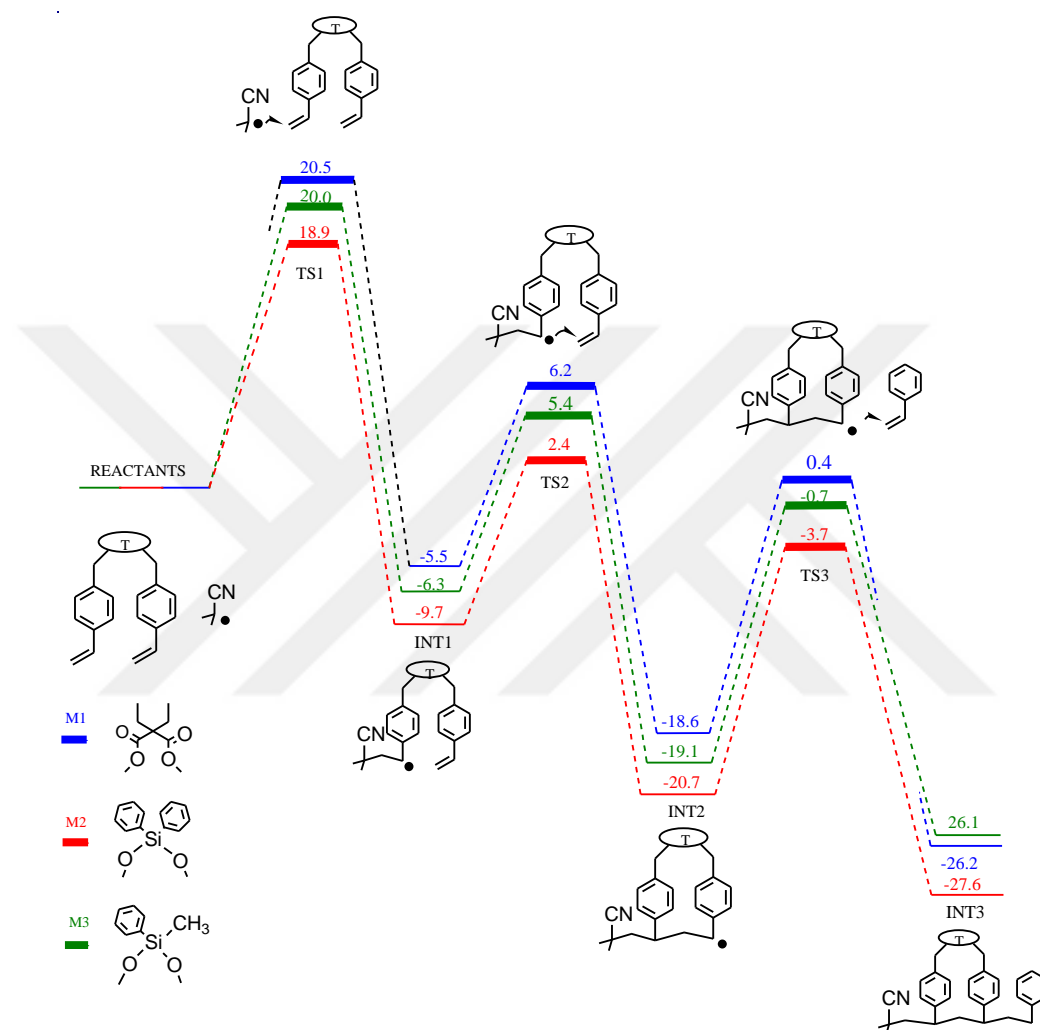 T
CN
20.5
20.0
18.9
TS1
T
CN
6.2
5.4
2.4
TS2
T
CN
0.4
-0.7
-3.7
TS3
REACTANTS
T
CN
-5.5
-6.3
-9.7
INT1
T
CN
-18.6
-19.1
-20.7
INT2
T
CN
26.1
-26.2
-27.6
INT3
T
CN
M1
O
O
O
O
M2
Si
O
O
M3
CH3
Si
O
O